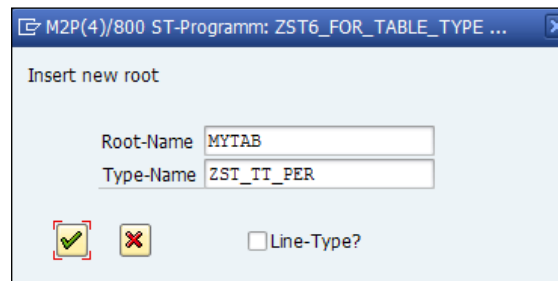 M2P(4)/800 ST-Programm: ZST6_FOR_TABLE_TYPE ...
Insert new root
Root-Name MYTAB
Type-Name ZST_TT_PER
Line-Type?